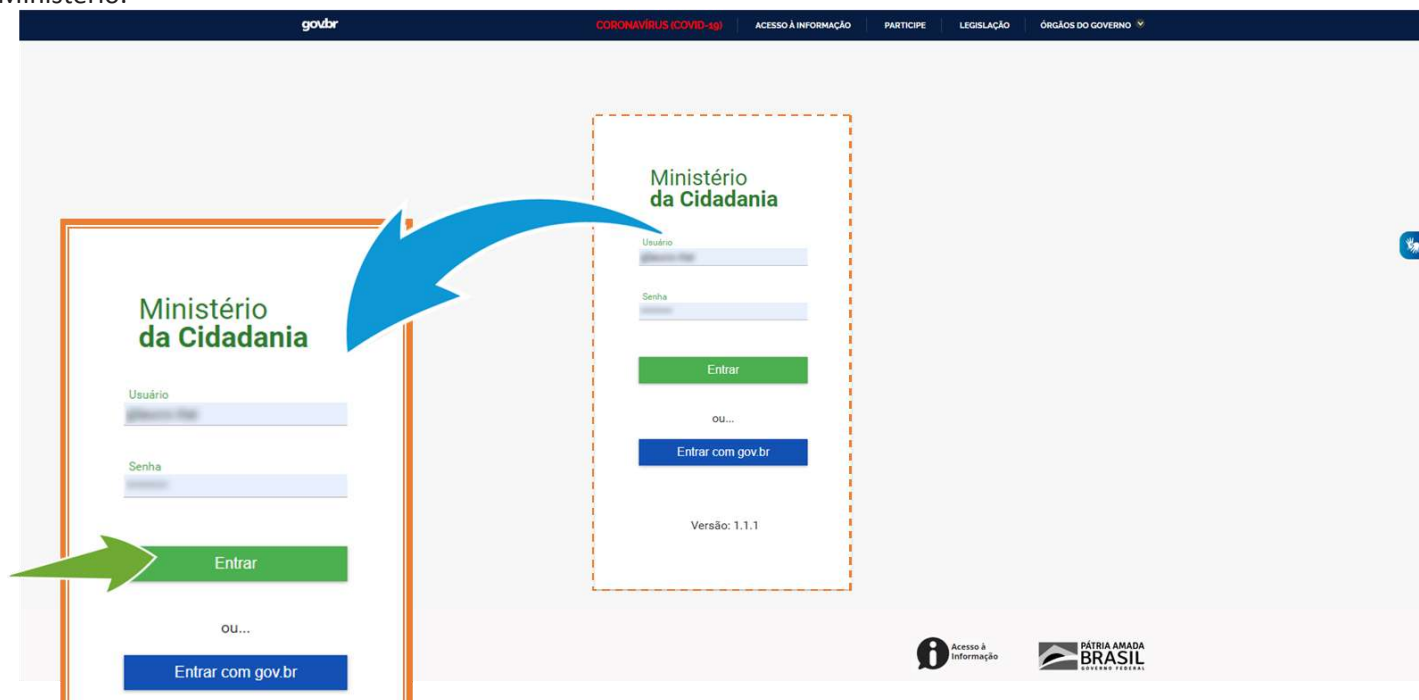 Ministério.
gov.br
CORONAVÍRUS (COVID-19) ACESSO À INFORMAÇÃO PARTICIPE LEGISLAÇÃO ÓRGÃOS DO GOVERNO
Ministério
da Cidadania
Usuário
Senha
Entrar
ou...
Entrar com gov.br
Versão: 1.1.1
Ministério
da Cidadania
Usuário
Senha
Entrar
ou...
Entrar com gov.br
Acesso à
Informação
PÁTRIA AMADA
BRASIL
GOVERNO FEDERAL